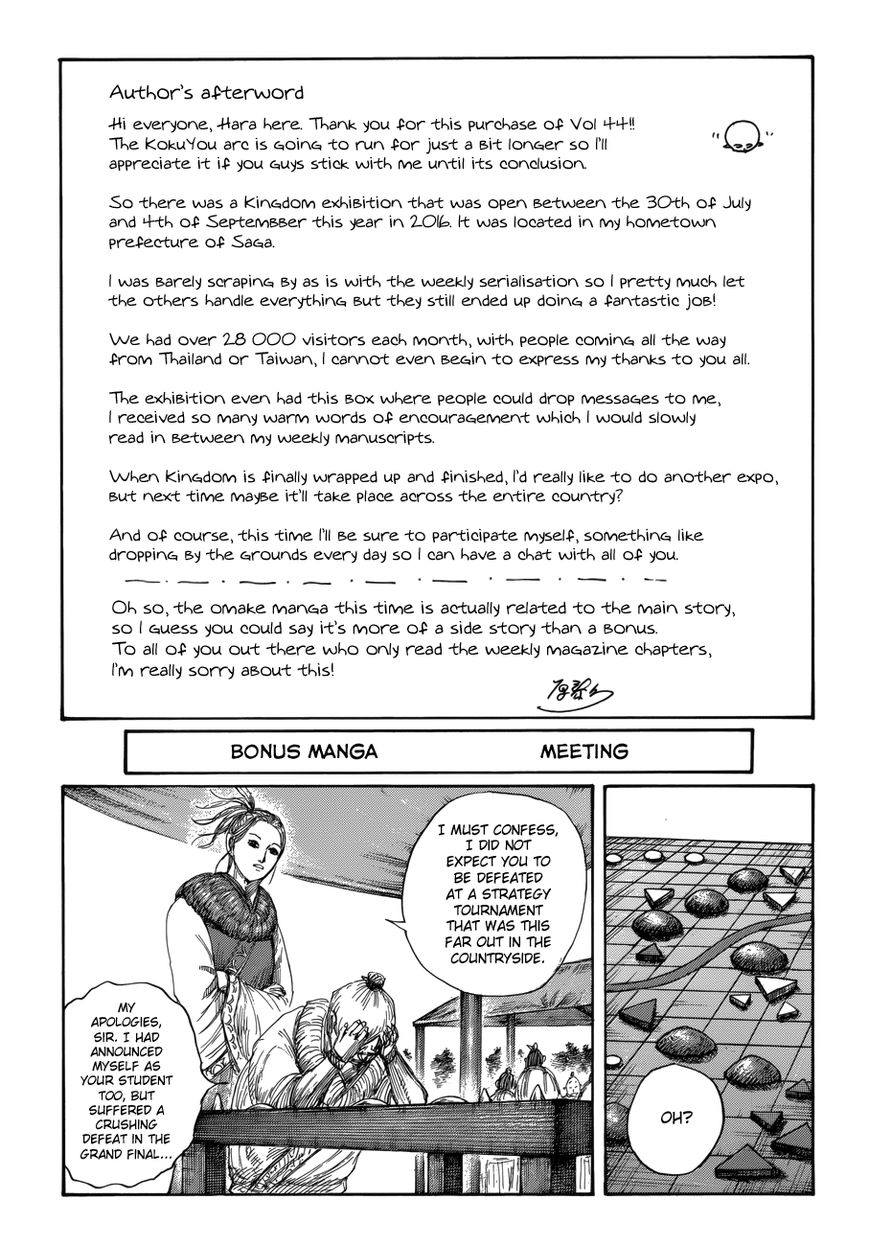 Author's afterword
Hi everyone, Hara here. Thank you for this purchase of Vol 44!!
The KokuYou arc is going to run for just a bit longer so I'll
appreciate it if you guys stick with me until its conclusion.
So there was a Kingdom exhibition that was open between the 30th of July
and 4th of Septembber this year in 2016. It was located in my hometown
prefecture of Saga.
I was barely scraping by as is with the weekly serialisation so I pretty much let
the others handle everything but they still ended up doing a fantastic job!
We had over 28 000 visitors each month, with people coming all the way
from Thailand or Taiwan, I cannot even begin to express my thanks to you all.
The exhibition even had this box where people could drop messages to me,
I received so many warm words of encouragement which I would slowly
read in between my weekly manuscripts.
When Kingdom is finally wrapped up and finished, I'd really like to do another expo,
but next time maybe it'll take place across the entire country?
And of course, this time I'll be sure to participate myself, something like
dropping by the grounds every day so I can have a chat with all of you.
Oh so, the omake manga this time is actually related to the main story,
so I guess you could say it's more of a side story than a bonus.
To all of you out there who only read the weekly magazine chapters,
I'm really sorry about this!
BONUS MANGA MEETING
OH?
I MUST CONFESS,
I DID NOT
EXPECT YOU TO
BE DEFEATED
AT A STRATEGY
TOURNAMENT
THAT WAS THIS
FAR OUT IN THE
COUNTRYSIDE.
MY
APOLOGIES,
SIR. I HAD
ANNOUNCED
MYSELF AS
YOUR STUDENT
TOO, BUT
SUFFERED A
CRUSHING
DEFEAT IN THE
GRAND FINAL...